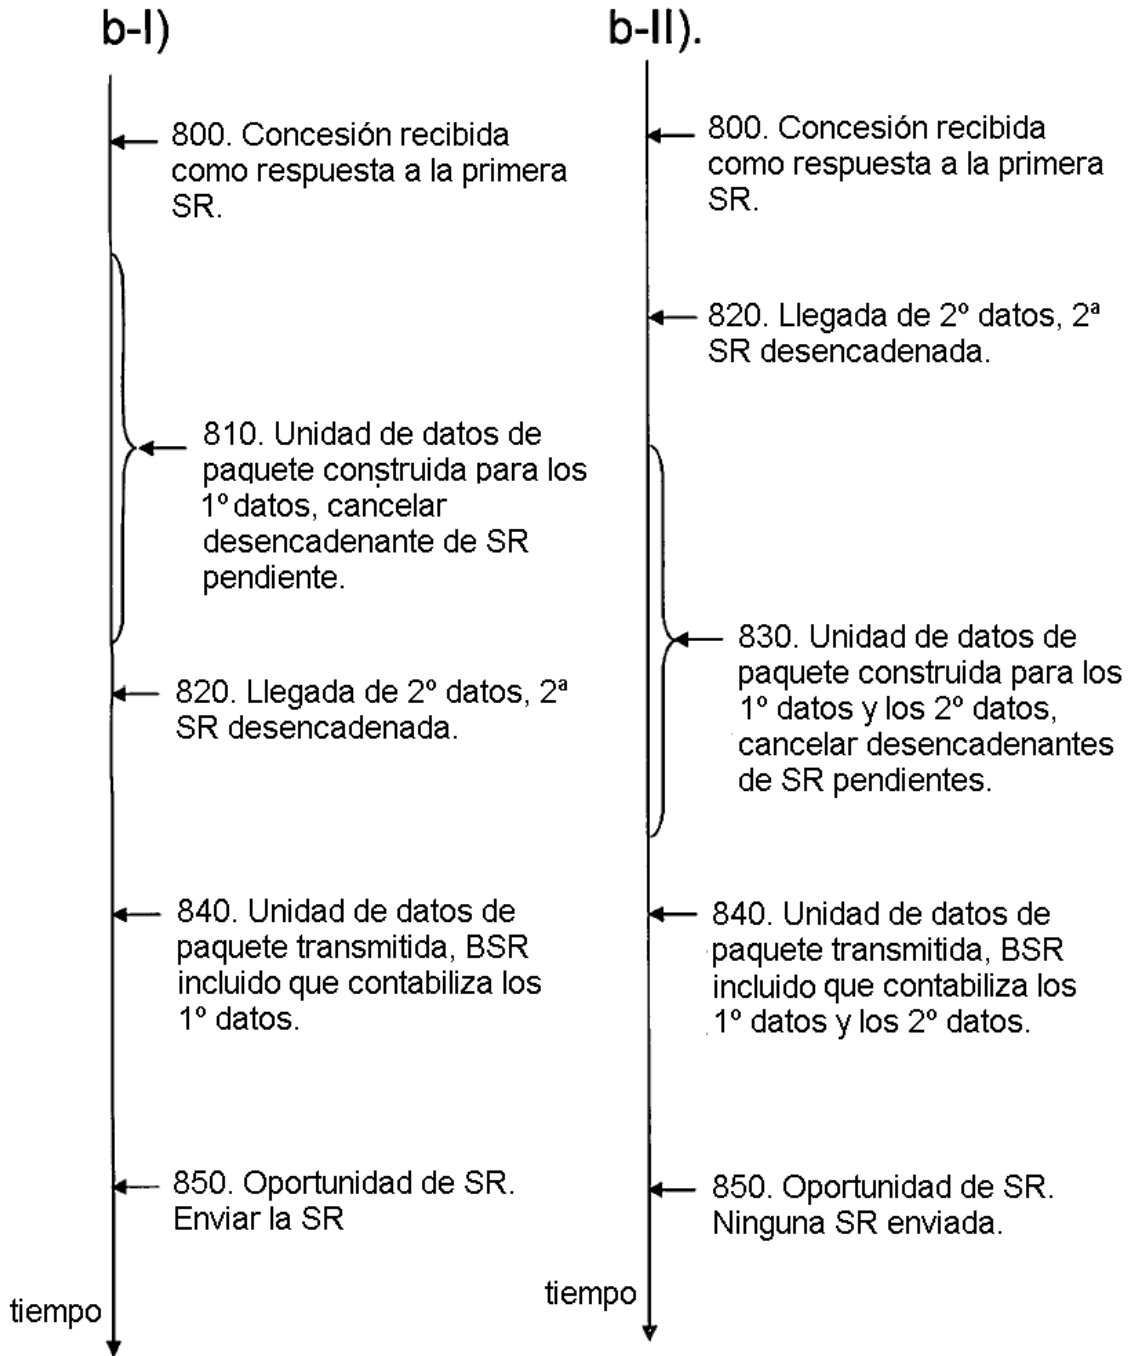 b-I)
800. Concesión recibida
como respuesta a la primera
SR.
810. Unidad de datos de
paquete construida para los
1º datos, cancelar
desencadenante de SR
pendiente.
820. Llegada de 2º datos, 2ª
SR desencadenada.
840. Unidad de datos de
paquete transmitida, BSR
incluido que contabiliza los
1º datos.
850. Oportunidad de SR.
Enviar la SR
tiempo
b-II).
800. Concesión recibida
como respuesta a la primera
SR.
820. Llegada de 2º datos, 2ª
SR desencadenada.
830. Unidad de datos de
paquete construida para los
1º datos y los 2º datos,
cancelar desencadenantes
de SR pendientes.
840. Unidad de datos de
paquete transmitida, BSR
incluido que contabiliza los
1º datos y los 2º datos.
850. Oportunidad de SR.
Ninguna SR enviada.
tiempo